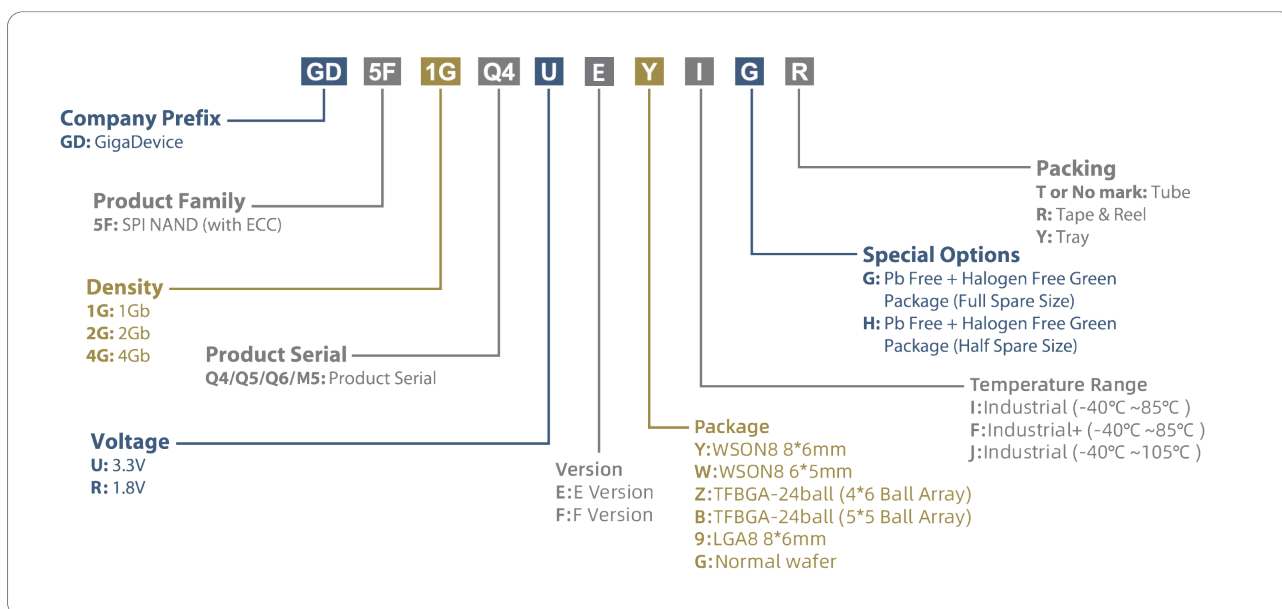 GD 5F 1G Q4 U E Y I G R
Company Prefix
GD: GigaDevice
Product Family
5F: SPI NAND (with ECC)
Density
1G: 1Gb
2G: 2Gb
4G: 4Gb
Product Serial
Q4/Q5/Q6/M5: Product Serial
Voltage
U: 3.3V
R: 1.8V
Version
E:E Version
F:F Version
Package
Y:WSON8 8*6mm
W:WSON8 6*5mm
Z:TFBGA-24ball (4*6 Ball Array)
B:TFBGA-24ball (5*5 Ball Array)
9:LGA8 8*6mm
G:Normal wafer
Temperature Range
I:Industrial (-40℃ ~85℃ )
F:Industrial+ (-40℃ ~85℃ )
J:Industrial (-40℃ ~105℃ )
Special Options
G: Pb Free + Halogen Free Green
Package (Full Spare Size)
H: Pb Free + Halogen Free Green
Package (Half Spare Size)
Packing
T or No mark: Tube
R: Tape & Reel
Y: Tray